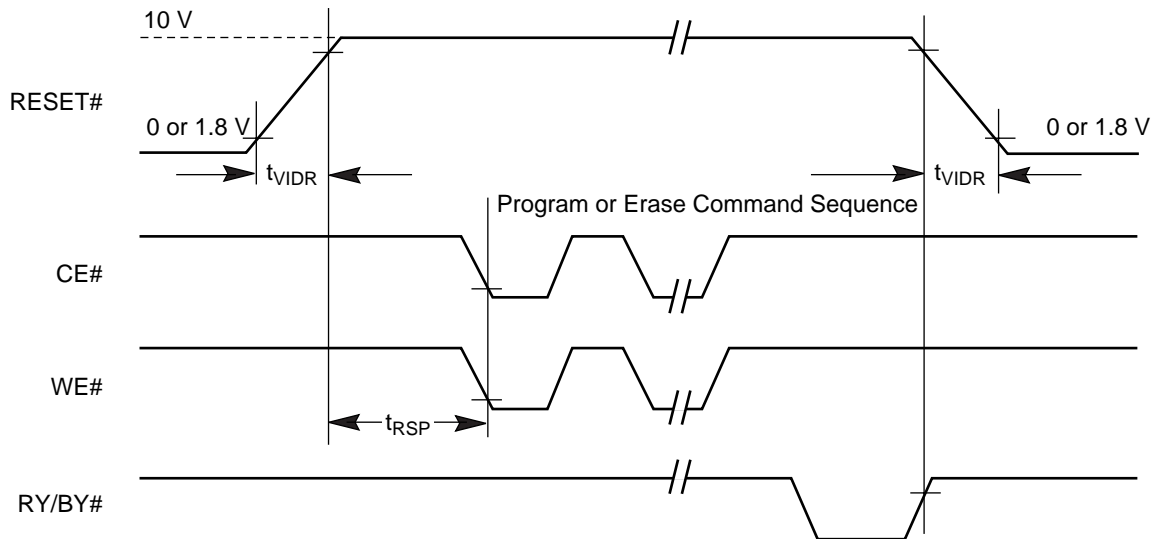 10 V
RESET#
0 or 1.8 V
0 or 1.8 V
tVIDR
tVIDR
Program or Erase Command Sequence
CE#
WE#
tRSP
RY/BY#